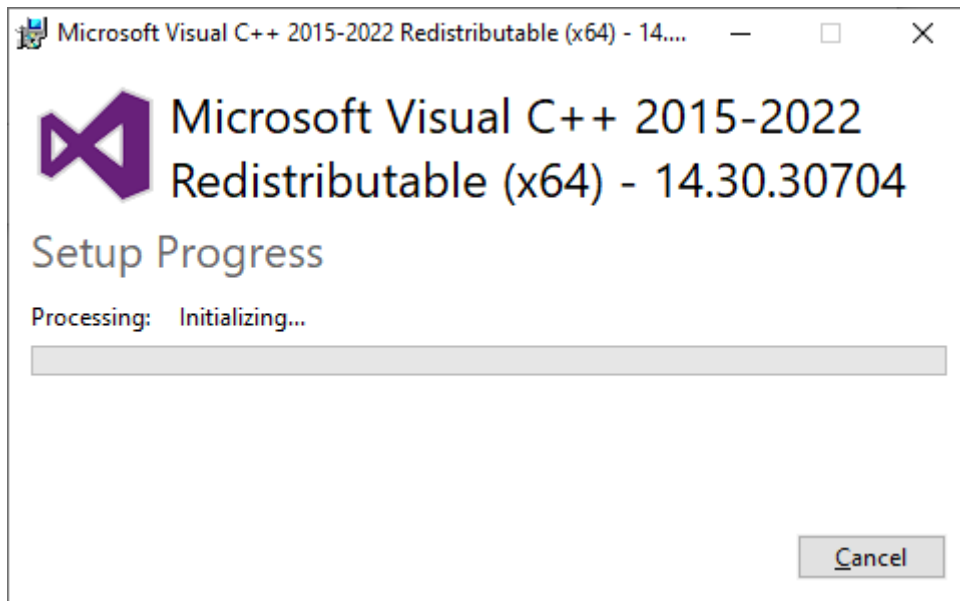 Microsoft Visual C++ 2015-2022 Redistributable (x64) - 14....
Microsoft Visual C++ 2015-2022
Redistributable (x64) - 14.30.30704
Setup Progress
Processing: Initializing...
Cancel